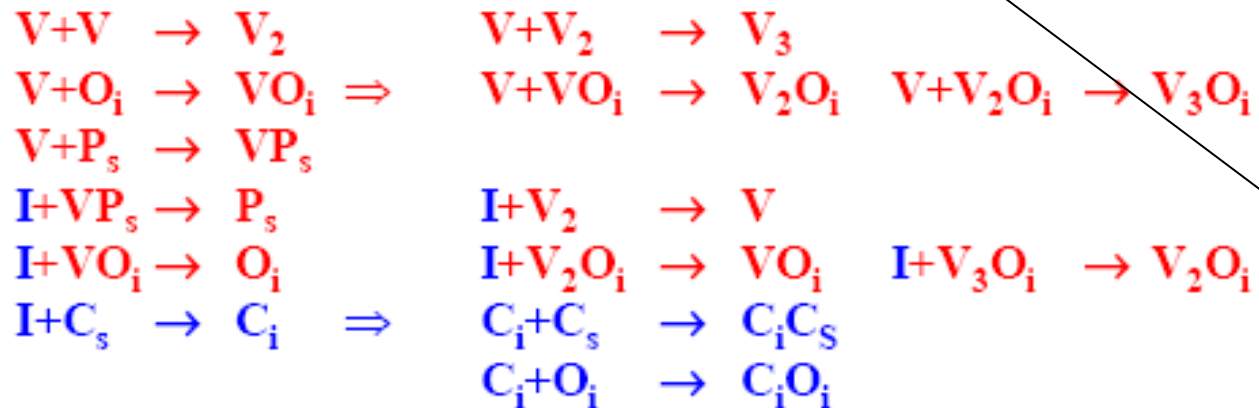 V+V → V₂ V+V₂ → V₃
V+Oᵢ → VOᵢ ⇒ V+VOᵢ → V₂Oᵢ V+V₂Oᵢ → V₃Oᵢ
V+Pₛ → VPₛ
I+VPₛ → Pₛ I+V₂ → V
I+VOᵢ → Oᵢ I+V₂Oᵢ → VOᵢ I+V₃Oᵢ → V₂Oᵢ
I+Cₛ → Cᵢ ⇒ Cᵢ+Cₛ → CᵢC_S
Cᵢ+Oᵢ → CᵢOᵢ